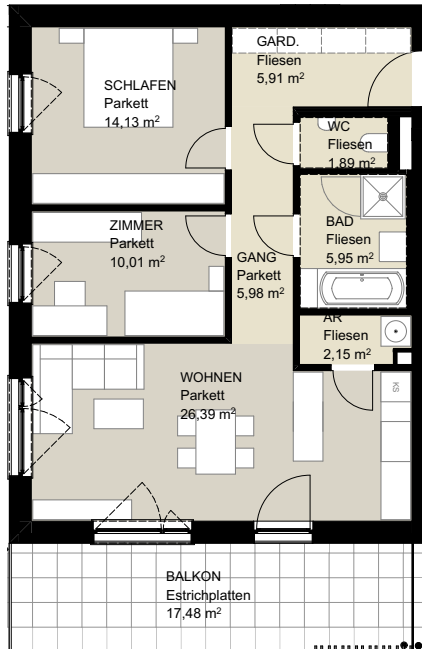 GARD.
Fliesen
5,91 m²
SCHLAFEN
Parkett
14,13 m²
WC
Fliesen
1,89 m²
ZIMMER
Parkett
10,01 m²
BAD
Fliesen
5,95 m²
GANG
Parkett
5,98 m²
AR
Fliesen
2,15 m²
WOHNEN
Parkett
26,39 m²
KS
BALKON
Estrichplatten
17,48 m²